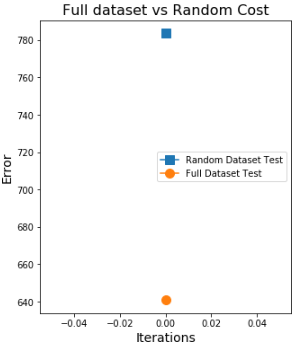 Full dataset vs Random Cost
780
760
740
720
700
680
660
640
Error
Random Dataset Test
Full Dataset Test
−0.04 −0.02 0.00 0.02 0.04
Iterations